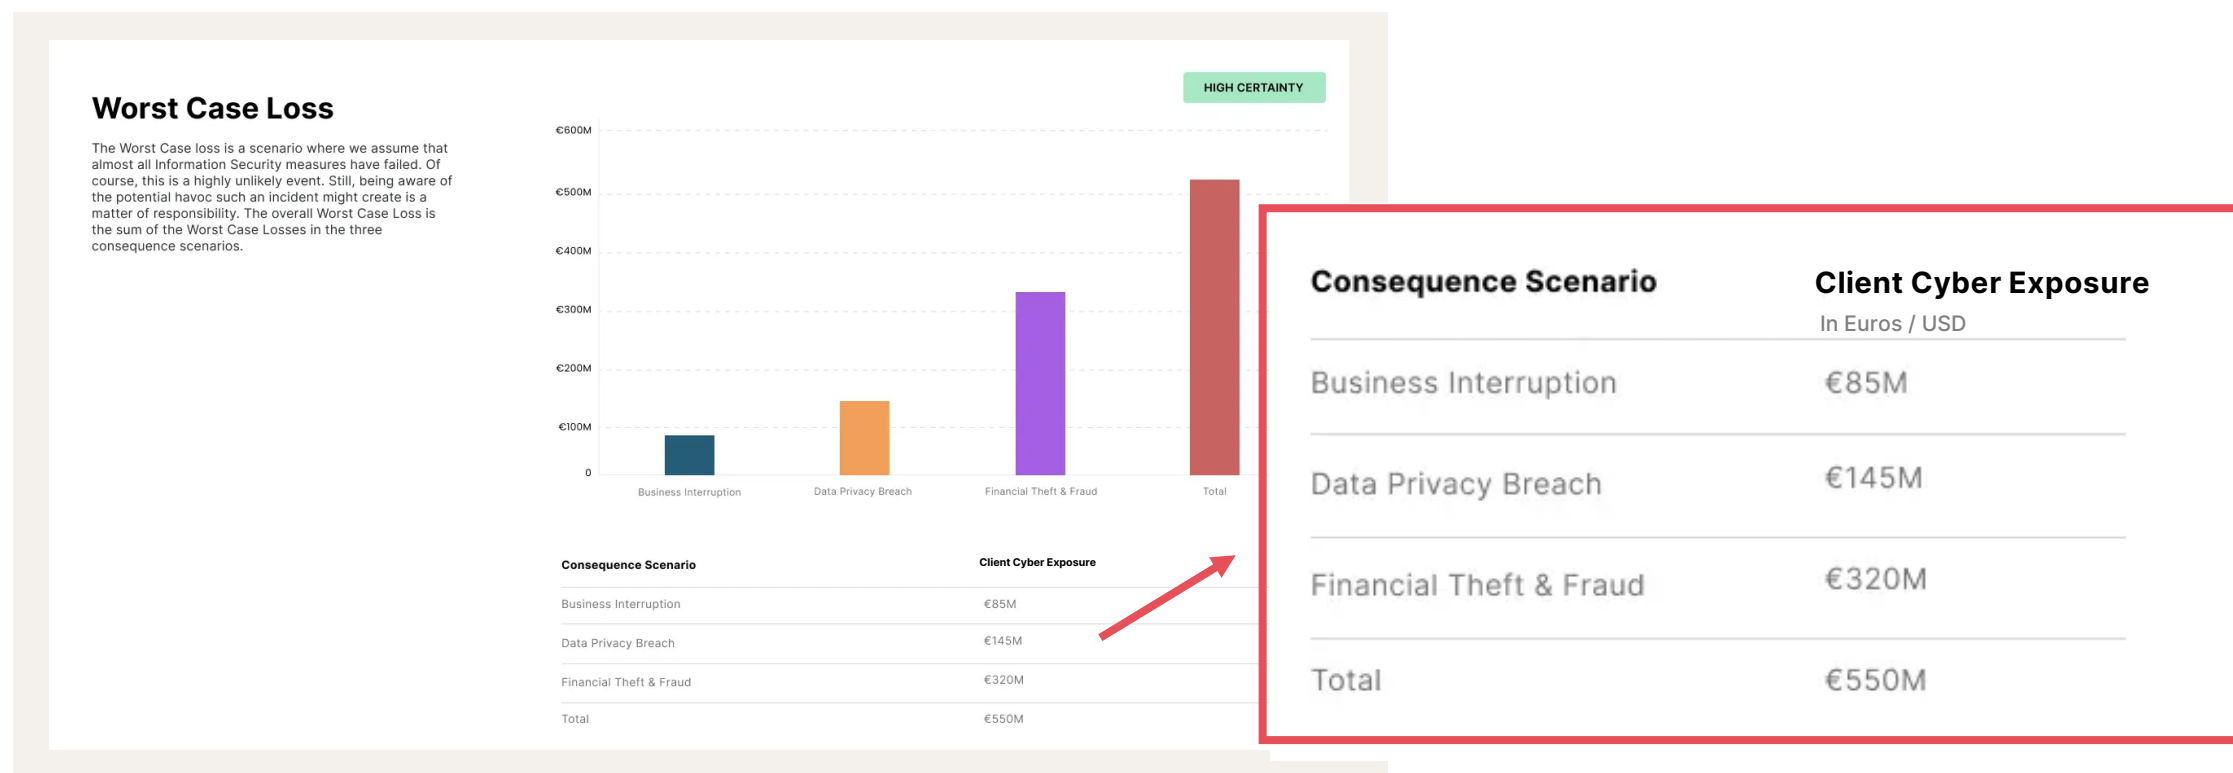 HIGH CERTAINTY
Worst Case Loss
The Worst Case loss is a scenario where we assume that
almost all Information Security measures have failed. Of
course, this is a highly unlikely event. Still, being aware of
the potential havoc such an incident might create is a
matter of responsibility. The overall Worst Case Loss is
the sum of the Worst Case Losses in the three
consequence scenarios.
€600M
€500M
€400M
€300M
€200M
€100M
0
Business Interruption
Data Privacy Breach
Financial Theft & Fraud
Total
Consequence Scenario Client Cyber Exposure
Business Interruption €85M
Data Privacy Breach €145M
Financial Theft & Fraud €320M
Total €550M
Consequence Scenario Client Cyber Exposure
In Euros / USD
Business Interruption €85M
Data Privacy Breach €145M
Financial Theft & Fraud €320M
Total €550M